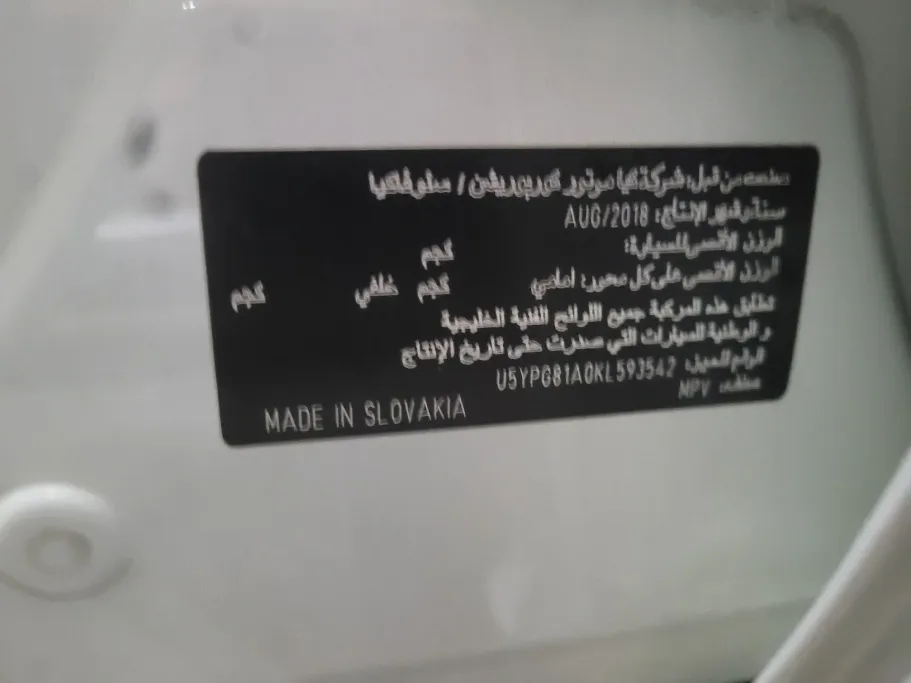 صنعت من قبل: شركة كيا موتور كوربوريشن / سلوفاكيا
سنة وشهر الإنتاج: AUG/2018
الوزن الأقصى للسيارة: كجم
الوزن الأقصى على كل محور: امامي كجم خلفي كجم
تطابق هذه المركبة جميع اللوائح الفنية الخليجية
و الوطنية للسيارات التي صدرت حتى تاريخ الإنتاج
الرقم المميز: U5YPG81A0KL593542
MPV
MADE IN SLOVAKIA